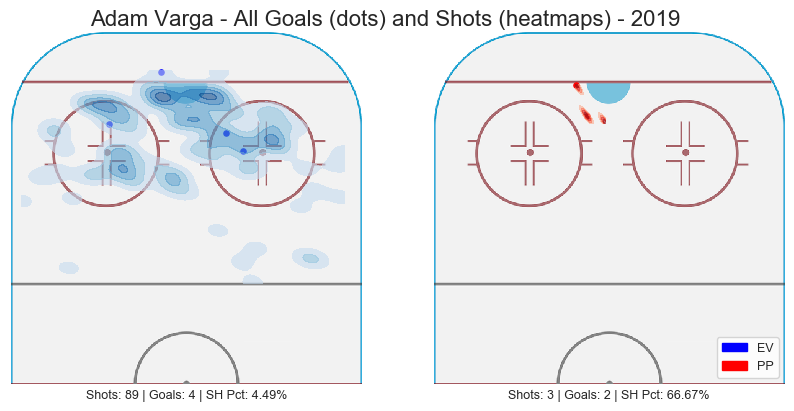 Adam Varga - All Goals (dots) and Shots (heatmaps) - 2019
EV
PP
Shots: 89 | Goals: 4 | SH Pct: 4.49%
Shots: 3 | Goals: 2 | SH Pct: 66.67%